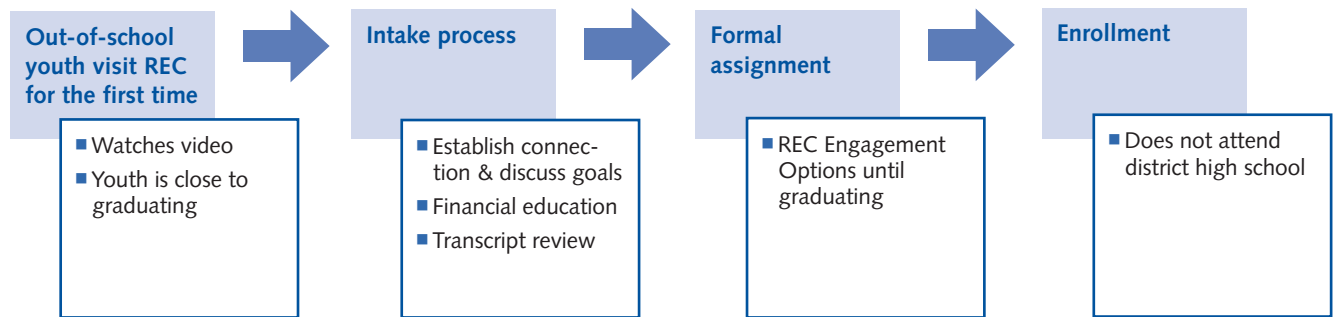 Out-of-school
youth visit REC
for the first time
■ Watches video
■ Youth is close to
graduating
Intake process
■ Establish connec-
tion & discuss goals
■ Financial education
■ Transcript review
Formal
assignment
■ REC Engagement
Options until
graduating
Enrollment
■ Does not attend
district high school